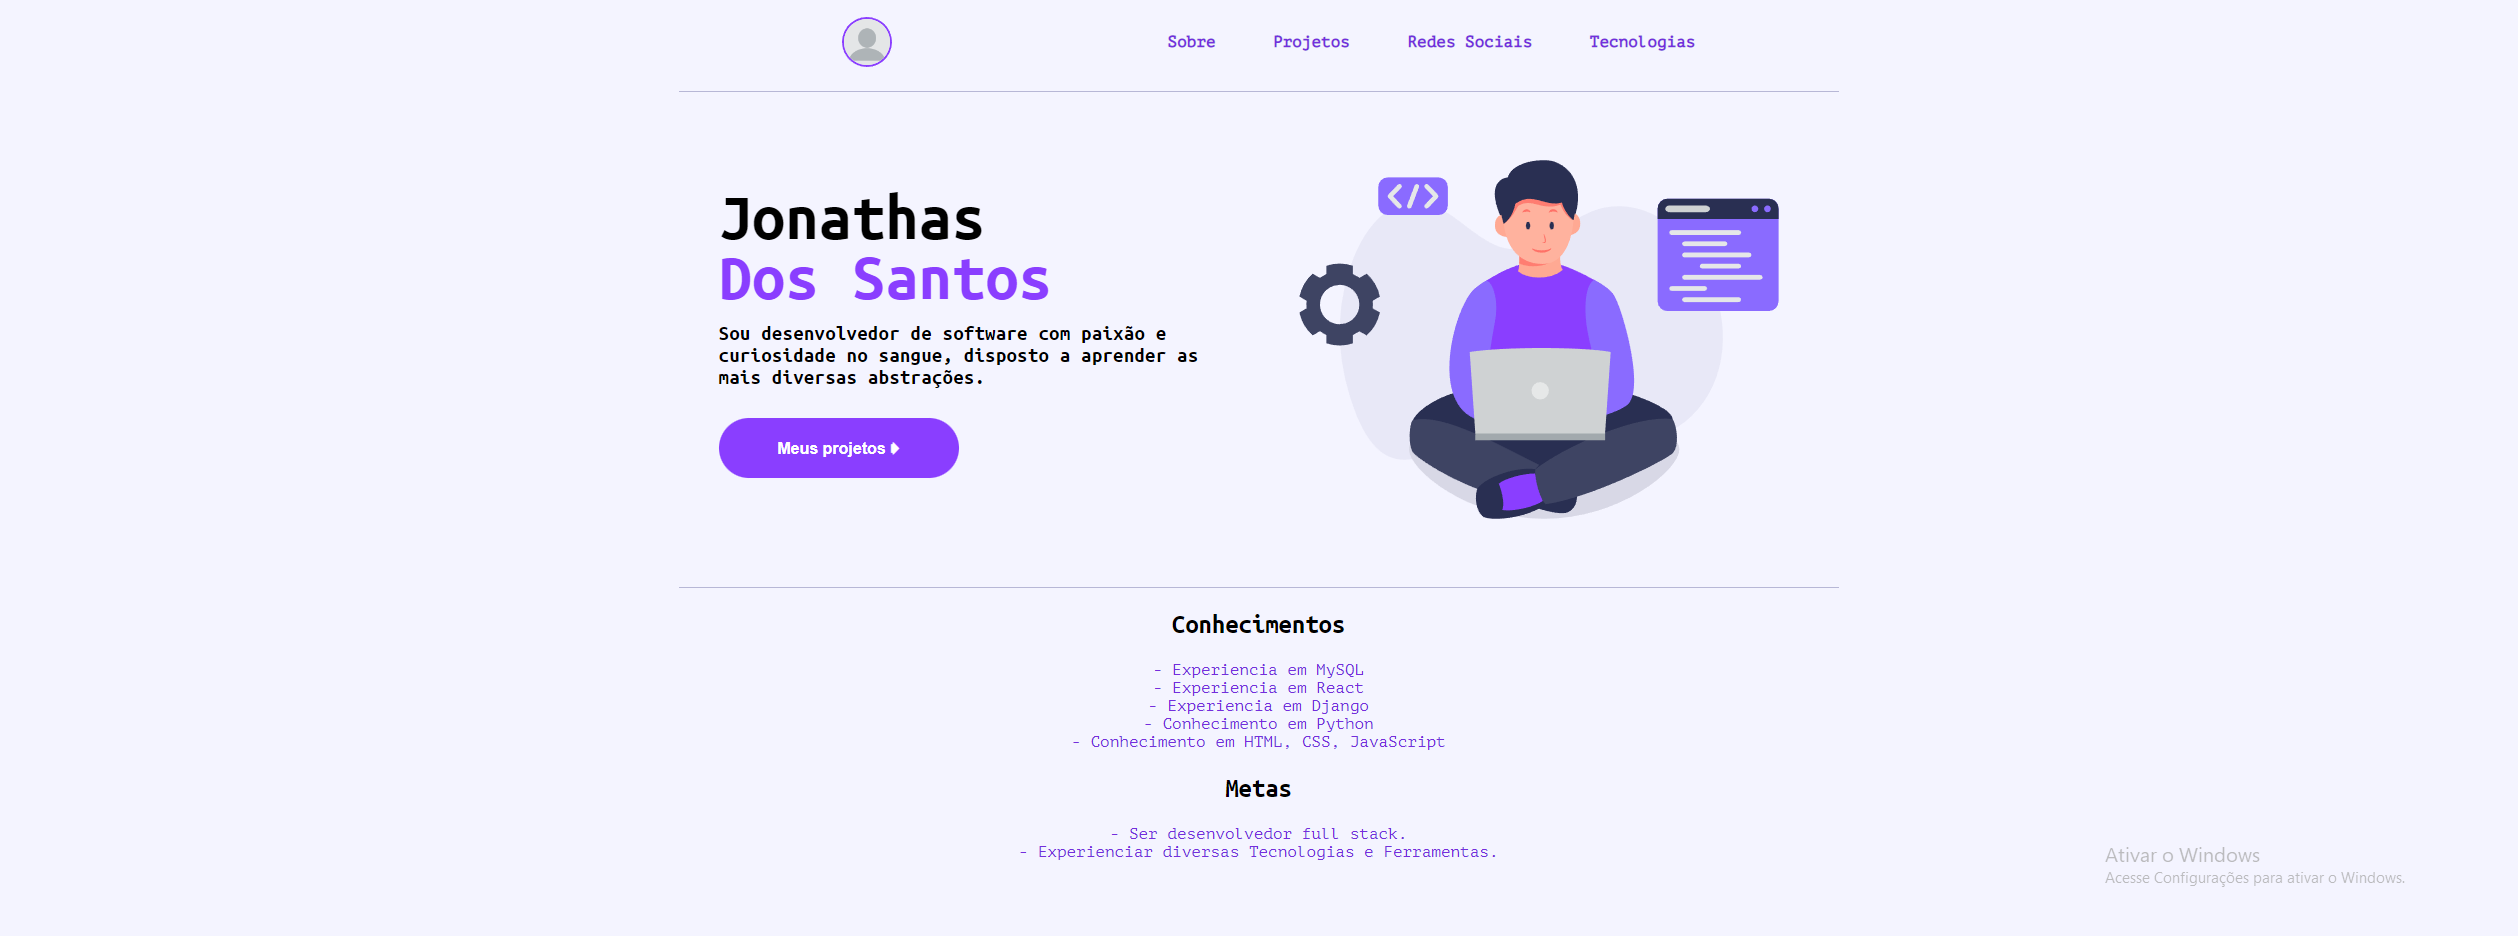 Sobre Projetos Redes Sociais Tecnologias
Jonathas
Dos Santos
Sou desenvolvedor de software com paixão e
curiosidade no sangue, disposto a aprender as
mais diversas abstrações.
Meus projetos
</>
Conhecimentos
- Experiencia em MySQL
- Experiencia em React
- Experiencia em Django
- Conhecimento em Python
- Conhecimento em HTML, CSS, JavaScript
Metas
- Ser desenvolvedor full stack.
- Experienciar diversas Tecnologias e Ferramentas.
Ativar o Windows
Acesse Configurações para ativar o Windows.